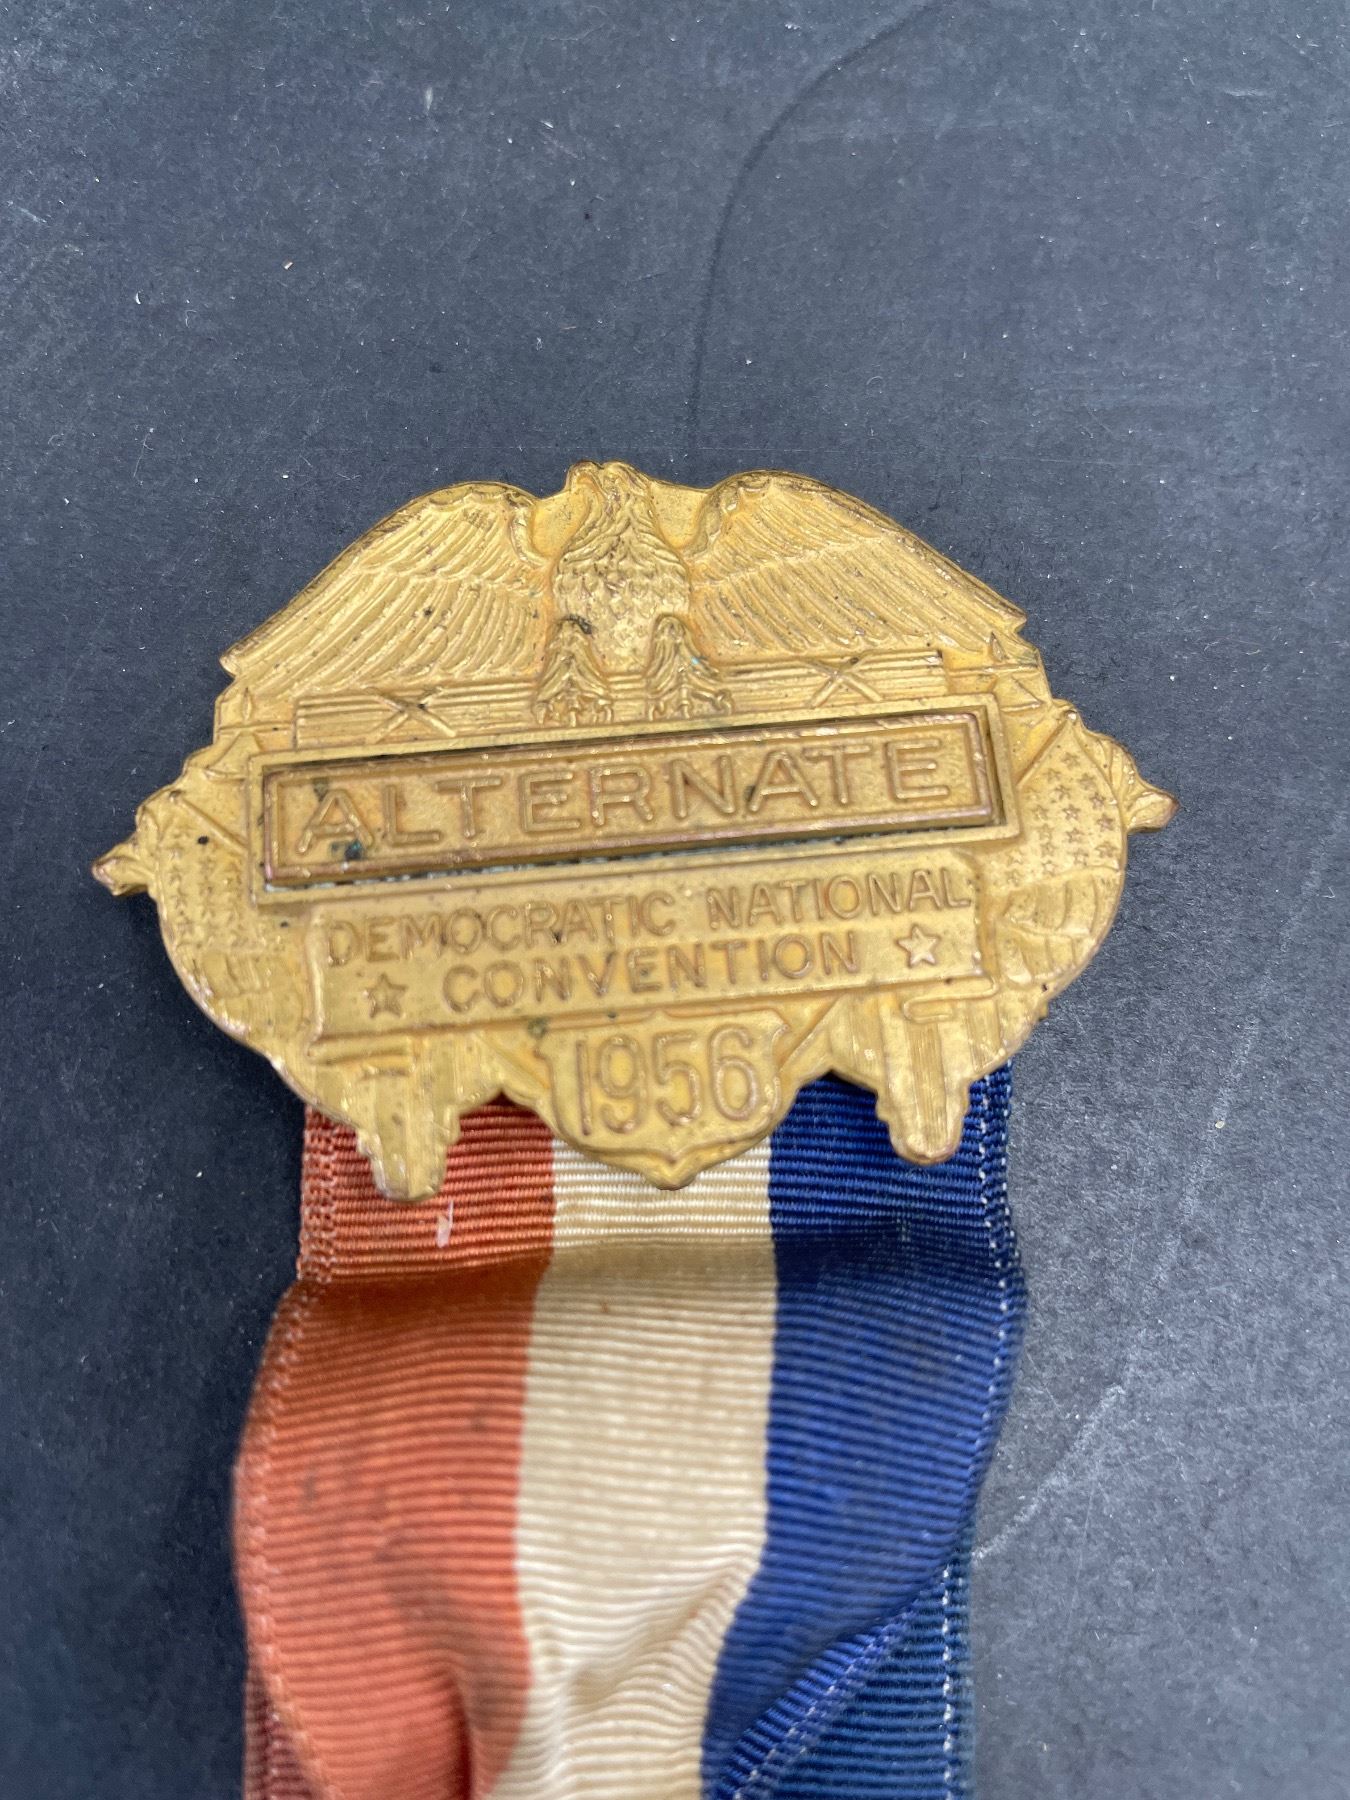 ALTERNATE
DEMOCRATIC NATIONAL
CONVENTION
1956